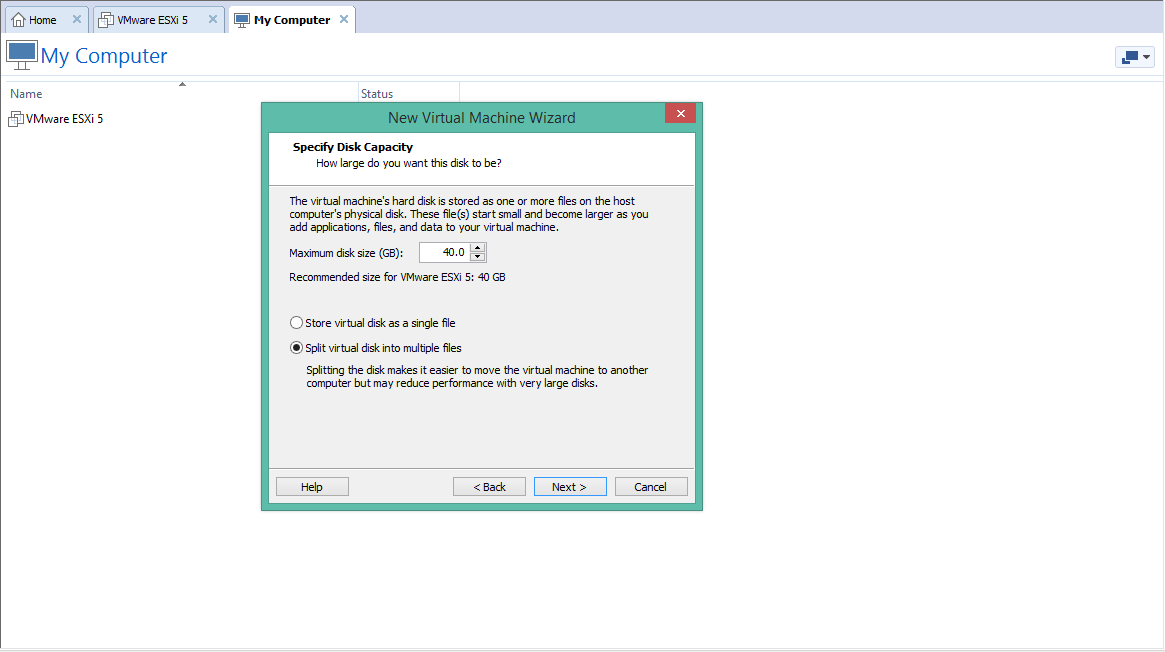 Home
VMware ESXi 5
My Computer
My Computer
Name
Status
VMware ESXi 5
New Virtual Machine Wizard
Specify Disk Capacity
How large do you want this disk to be?
The virtual machine's hard disk is stored as one or more files on the host
computer's physical disk. These file(s) start small and become larger as you
add applications, files, and data to your virtual machine.
Maximum disk size (GB): 40.0
Recommended size for VMware ESXi 5: 40 GB
Store virtual disk as a single file
Split virtual disk into multiple files
Splitting the disk makes it easier to move the virtual machine to another
computer but may reduce performance with very large disks.
Help < Back Next > Cancel